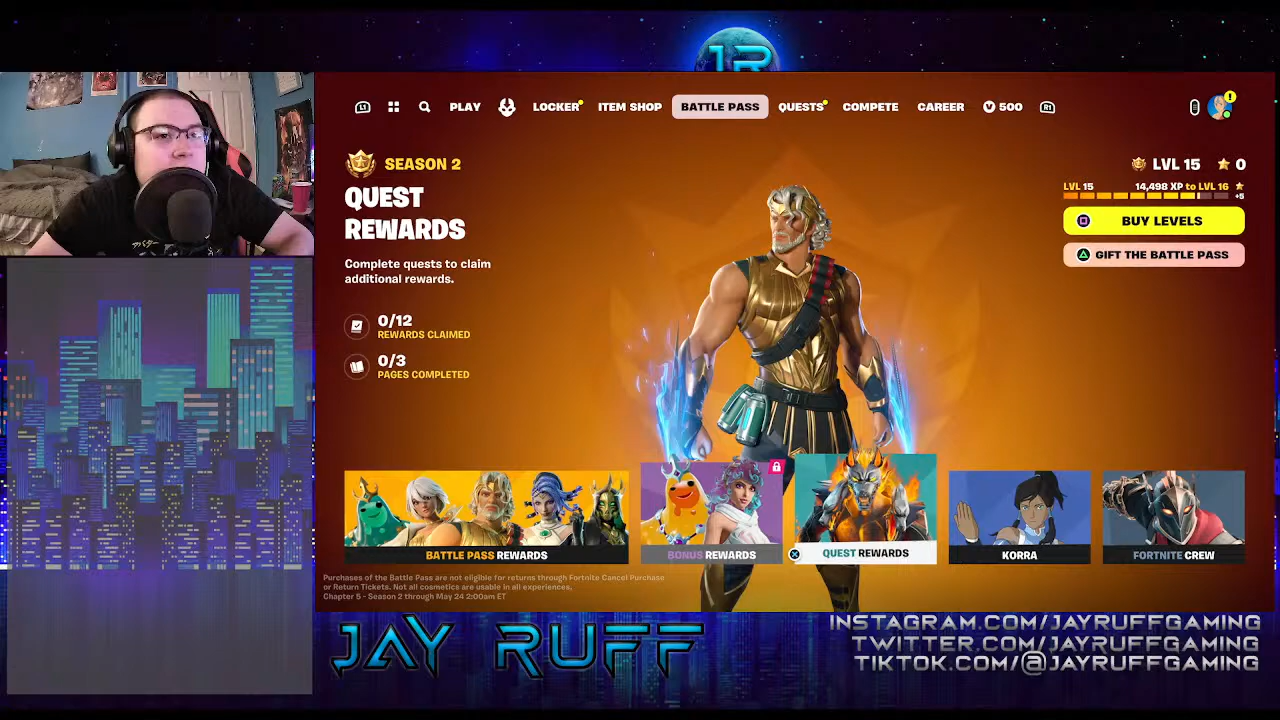 JR
L1
PLAY
LOCKER
ITEM SHOP
BATTLE PASS
QUESTS
COMPETE
CAREER
500
R1
SEASON 2
LVL 15
0
QUEST
REWARDS
LVL 15
14,498 XP to LVL 16
+5
BUY LEVELS
GIFT THE BATTLE PASS
Complete quests to claim
additional rewards.
0/12
REWARDS CLAIMED
0/3
PAGES COMPLETED
BATTLE PASS REWARDS
BONUS REWARDS
QUEST REWARDS
KORRA
FORTNITE CREW
Purchases of the Battle Pass are not eligible for returns through Fortnite Cancel Purchase
or Return Tickets. Not all cosmetics are usable in all experiences.
Chapter 5 - Season 2 through May 24 2:00am ET
JAY RUFF
INSTAGRAM.COM/JAYRUFFGAMING
TWITTER.COM/JAYRUFFGAMING
TIKTOK.COM/@JAYRUFFGAMING